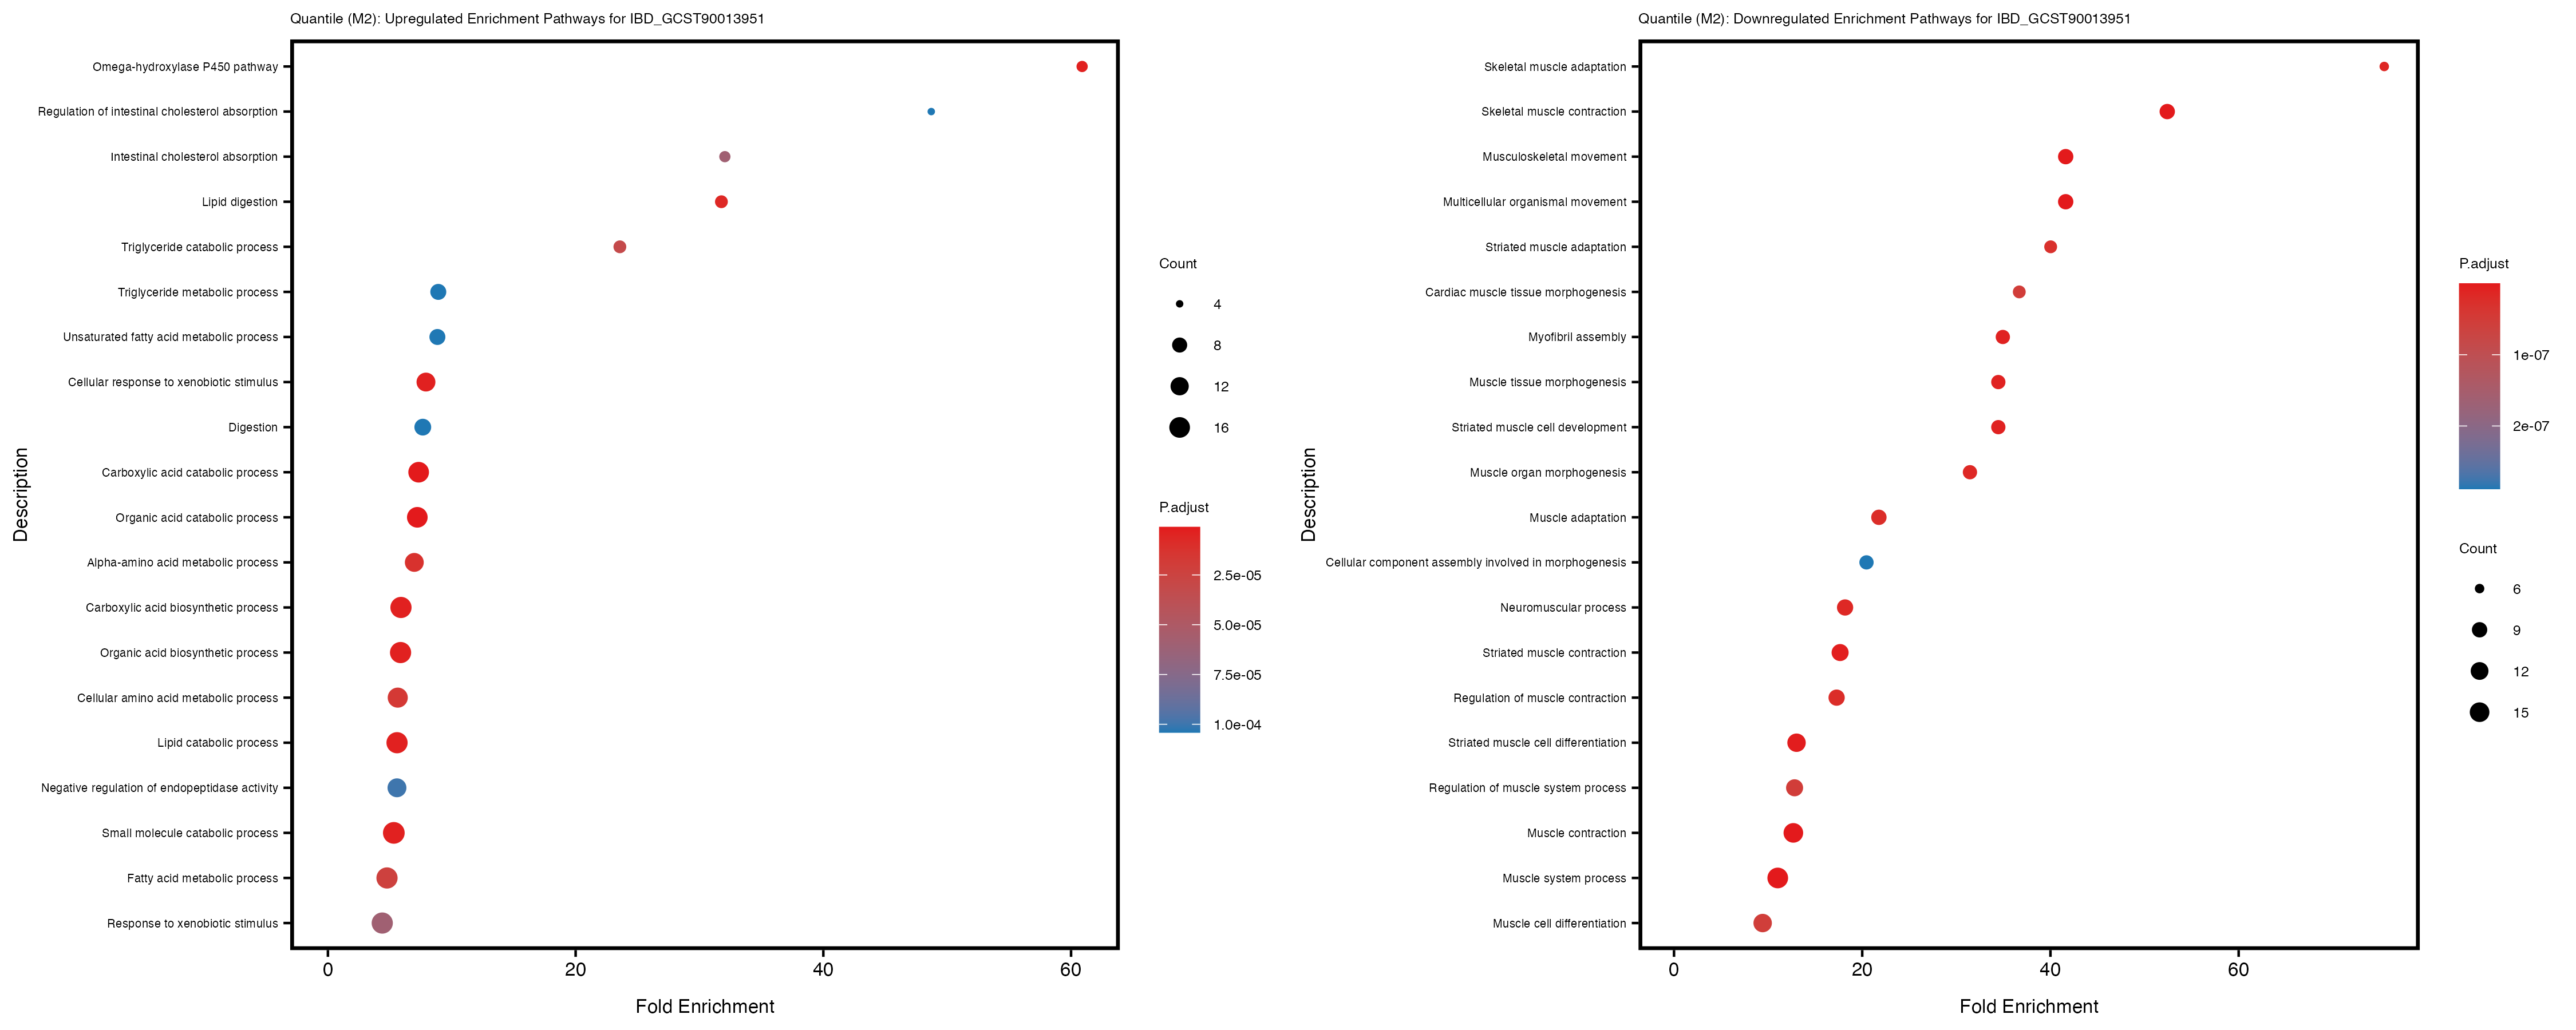 Quantile (M2): Upregulated Enrichment Pathways for IBD_GCST90013951
Description
Omega-hydroxylase P450 pathway
Regulation of intestinal cholesterol absorption
Intestinal cholesterol absorption
Lipid digestion
Triglyceride catabolic process
Triglyceride metabolic process
Unsaturated fatty acid metabolic process
Cellular response to xenobiotic stimulus
Digestion
Carboxylic acid catabolic process
Organic acid catabolic process
Alpha-amino acid metabolic process
Carboxylic acid biosynthetic process
Organic acid biosynthetic process
Cellular amino acid metabolic process
Lipid catabolic process
Negative regulation of endopeptidase activity
Small molecule catabolic process
Fatty acid metabolic process
Response to xenobiotic stimulus
0 20 40 60
Fold Enrichment
Count
4
8
12
16
P.adjust
2.5e-05
5.0e-05
7.5e-05
1.0e-04
Quantile (M2): Downregulated Enrichment Pathways for IBD_GCST90013951
Description
Skeletal muscle adaptation
Skeletal muscle contraction
Musculoskeletal movement
Multicellular organismal movement
Striated muscle adaptation
Cardiac muscle tissue morphogenesis
Myofibril assembly
Muscle tissue morphogenesis
Striated muscle cell development
Muscle organ morphogenesis
Muscle adaptation
Cellular component assembly involved in morphogenesis
Neuromuscular process
Striated muscle contraction
Regulation of muscle contraction
Striated muscle cell differentiation
Regulation of muscle system process
Muscle contraction
Muscle system process
Muscle cell differentiation
0 20 40 60
Fold Enrichment
P.adjust
1e-07
2e-07
Count
6
9
12
15